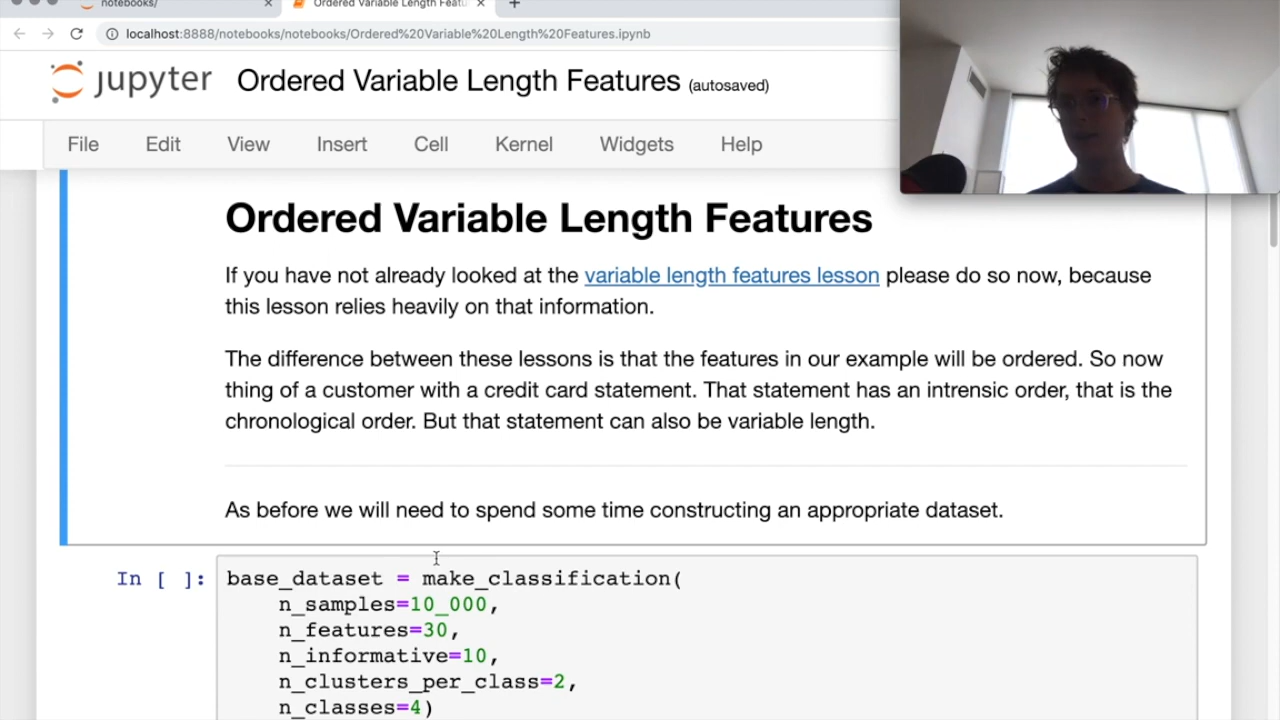 notebooks/
Ordered Variable Length Featu
localhost:8888/notebooks/notebooks/Ordered%20Variable%20Length%20Features.ipynb
jupyter Ordered Variable Length Features (autosaved)
File Edit View Insert Cell Kernel Widgets Help
Ordered Variable Length Features
If you have not already looked at the variable length features lesson please do so now, because
this lesson relies heavily on that information.
The difference between these lessons is that the features in our example will be ordered. So now
thing of a customer with a credit card statement. That statement has an intrensic order, that is the
chronological order. But that statement can also be variable length.
As before we will need to spend some time constructing an appropriate dataset.
In [ ]: base_dataset = make_classification(
n_samples=10_000,
n_features=30,
n_informative=10,
n_clusters_per_class=2,
n_classes=4)